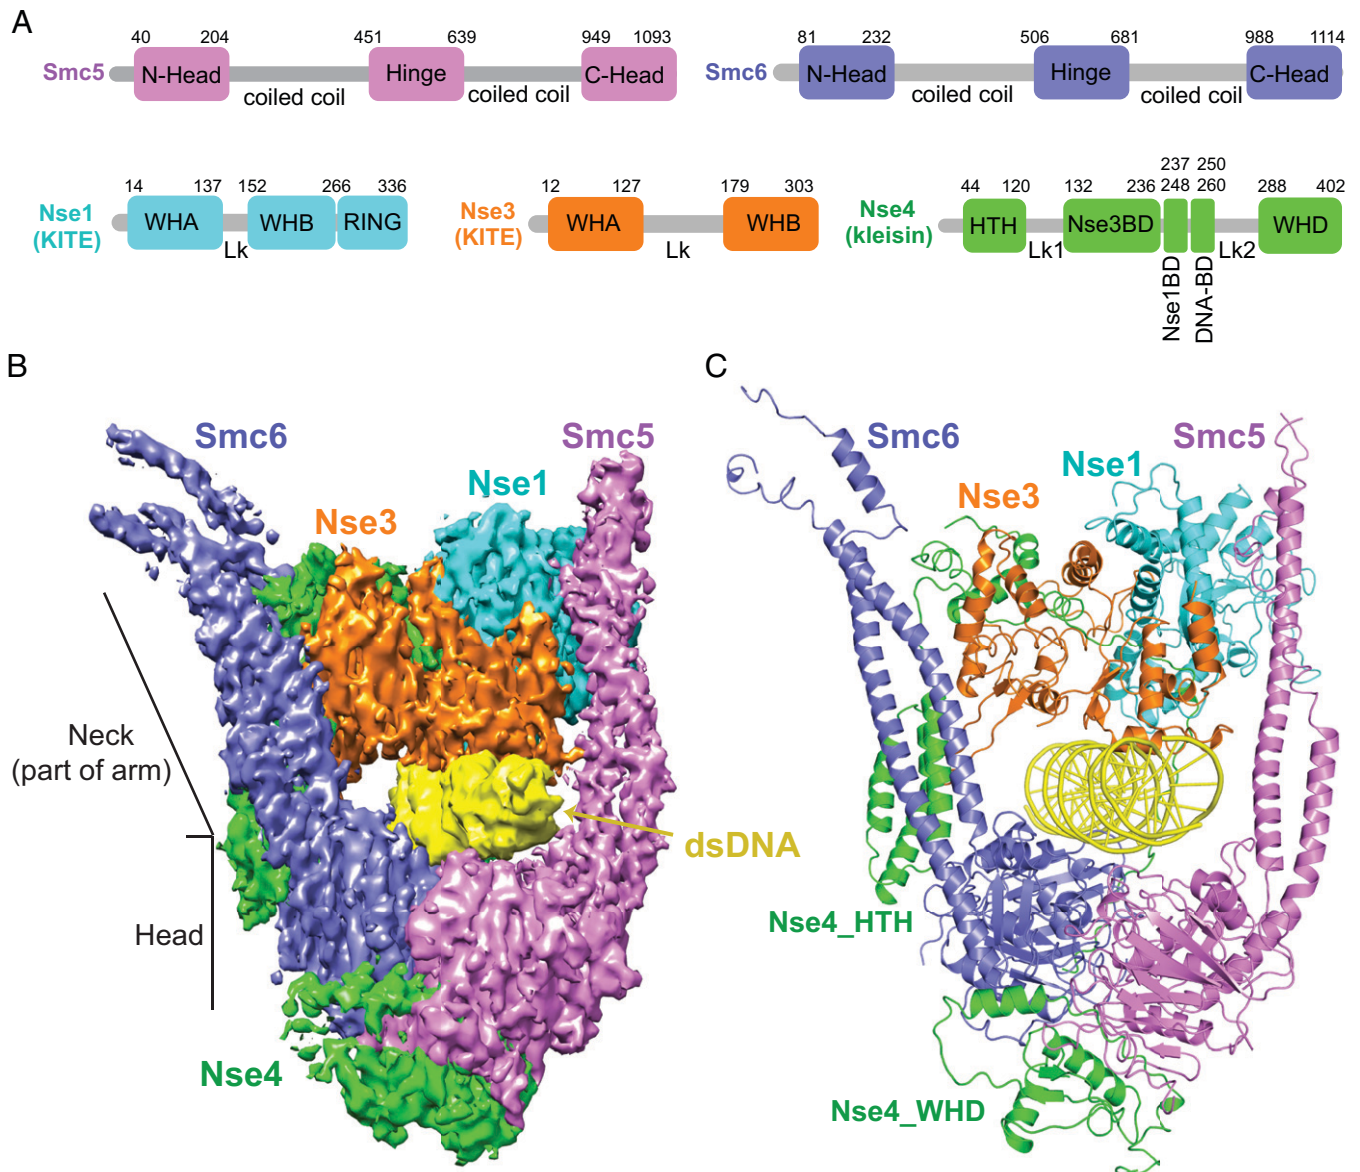 A
40 204 451 639 949 1093
Smc5 N-Head Hinge C-Head
coiled coil coiled coil
81 232 506 681 988 1114
Smc6 N-Head Hinge C-Head
coiled coil coiled coil
14 137 152 266 336
Nse1 (KITE) WHA WHB RING
Lk
12 127 179 303
Nse3 (KITE) WHA WHB
Lk
237 250
44 120 132 236 248 260 288 402
Nse4 (kleisin) HTH Nse3BD WHD
Lk1 Lk2
Nse1BD
DNA-BD
B
Smc6
Smc5
Nse1
Nse3
Neck
(part of arm)
dsDNA
Head
Nse4
C
Smc6
Smc5
Nse1
Nse3
Nse4_HTH
Nse4_WHD